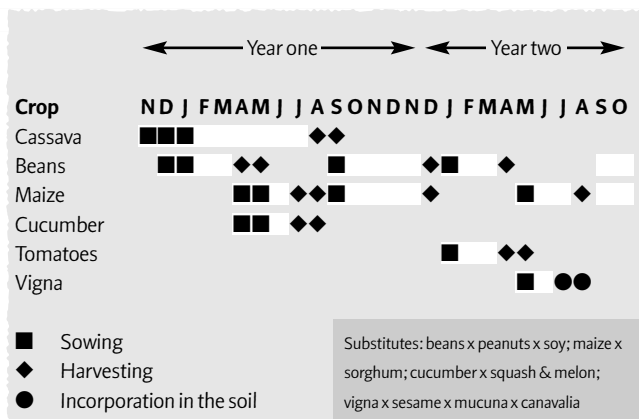 Year one Year two
Crop N D J F M A M J J A S O N D N D J F M A M J J A S O
Cassava
Beans
Maize
Cucumber
Tomatoes
Vigna
Sowing
Harvesting
Incorporation in the soil
Substitutes: beans x peanuts x soy; maize x
sorghum; cucumber x squash & melon;
vigna x sesame x mucuna x canavalia